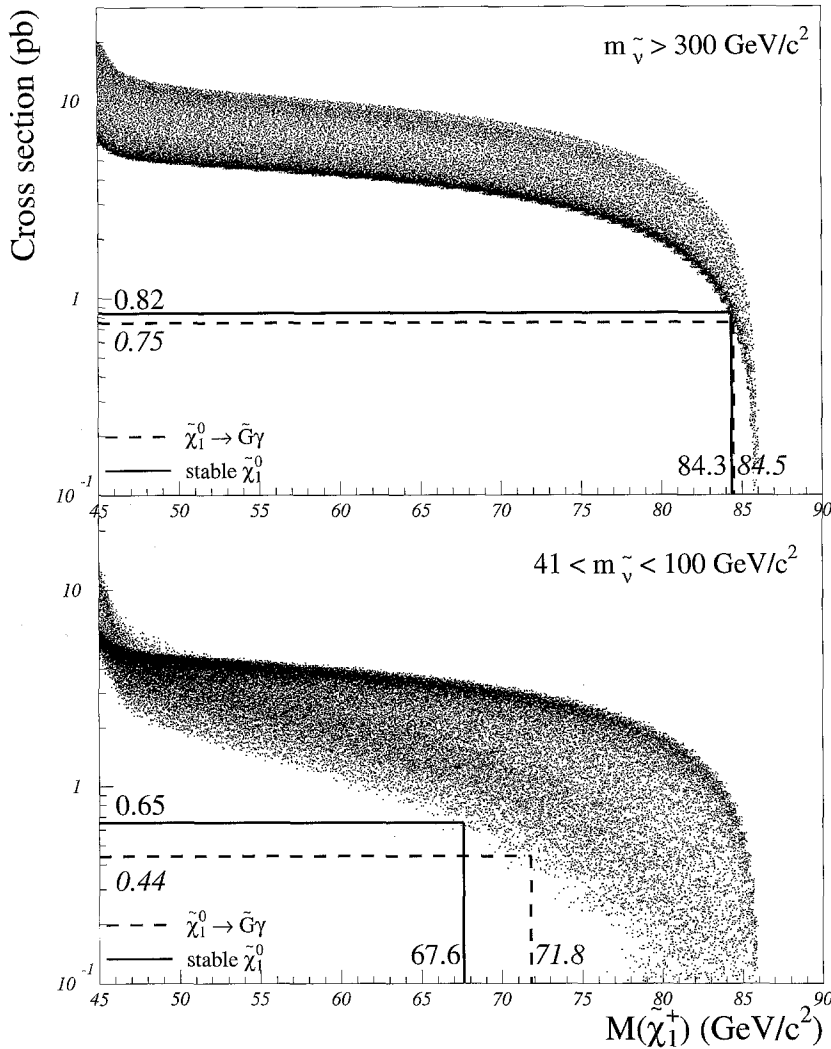 Cross section (pb)
m ν̃ > 300 GeV/c²
10
1
10⁻¹
0.82
0.75
χ̃₁⁰ → G̃γ
stable χ̃₁⁰
84.3 84.5
45 50 55 60 65 70 75 80 85 90
41 < m ν̃ < 100 GeV/c²
10
1
10⁻¹
0.65
0.44
χ̃₁⁰ → G̃γ
stable χ̃₁⁰
67.6 71.8
45 50 55 60 65 70 75 80 85 90
M(χ̃₁⁺) (GeV/c²)